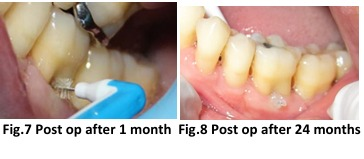 Fig.7 Post op after 1 month
Fig.8 Post op after 24 months